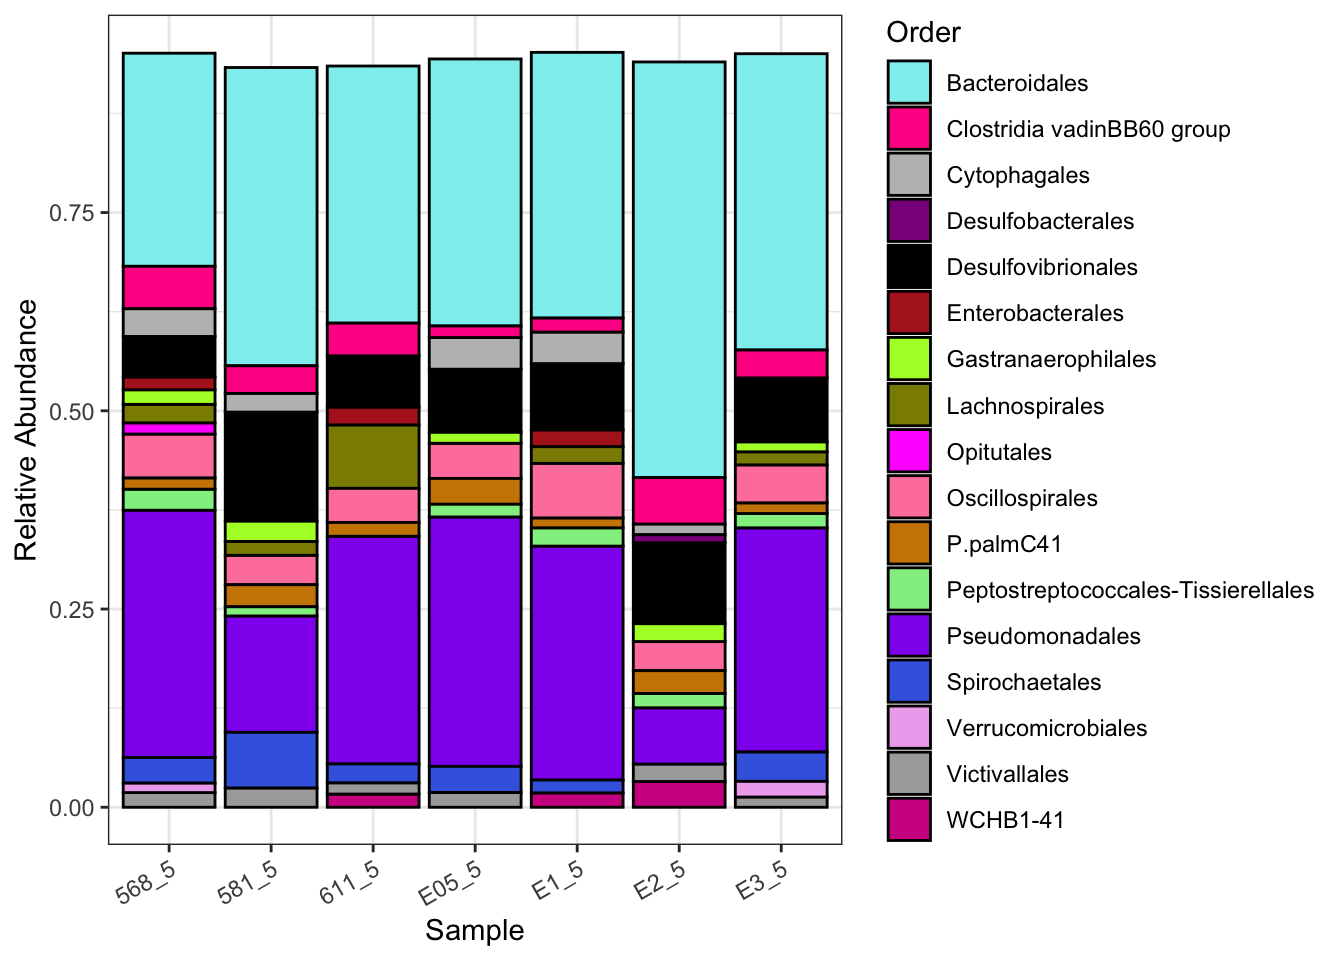 Order
Bacteroidales
Clostridia vadinBB60 group
Cytophagales
Desulfobacterales
Desulfovibrionales
Enterobacterales
Gastranaerophilales
Lachnospirales
Opitutales
Oscillospirales
P.palmC41
Peptostreptococcales-Tissierellales
Pseudomonadales
Spirochaetales
Verrucomicrobiales
Victivallales
WCHB1-41
Relative Abundance
0.75
0.50
0.25
0.00
568_5 581_5 611_5 E05_5 E1_5 E2_5 E3_5
Sample